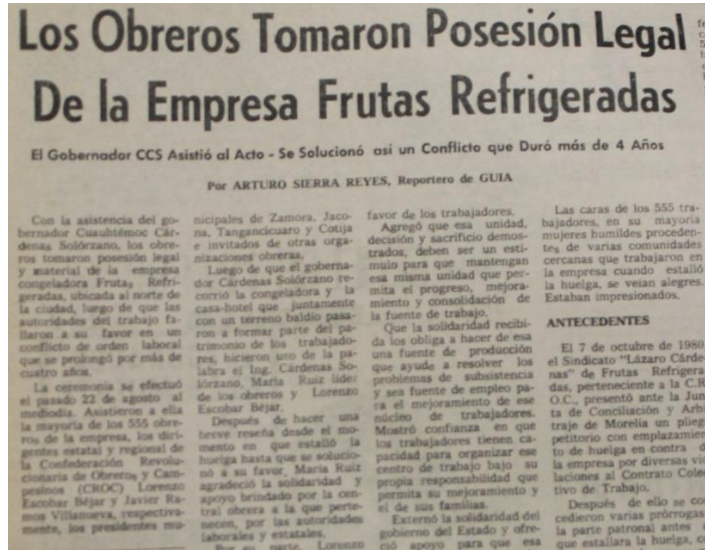 Los Obreros Tomaron Posesión Legal
De la Empresa Frutas Refrigeradas
El Gobernador CCS Asistió al Acto - Se Solucionó así un Conflicto que Duró más de 4 Años
Por ARTURO SIERRA REYES, Reportero de GUIA
Con la asistencia del go-
bernador Cuauhtémoc Cár-
denas Solórzano, los obre-
ros tomaron posesión legal
y material de la empresa
congeladora Frutas Refri-
geradas, ubicada al norte de
la ciudad, luego de que las
autoridades del trabajo fa-
llaron a su favor en un
conflicto de orden laboral
que se prolongó por más de
cuatro años.
La ceremonia se efectuó
el pasado 22 de agosto al
mediodía. Asistieron a ella
la mayoría de los 555 obre-
ros de la empresa, los diri-
gentes estatal y regional de
la Confederación Revolu-
cionaria de Obreros y Cam-
pesinos (CROC) Lorenzo
Escobar Béjar y Javier Ra-
mos Villanueva, respectiva-
mente, los presidentes mu-
nicipales de Zamora, Jaco-
na, Tangancícuaro y Cotija
e invitados de otras orga-
nizaciones obreras.
Luego de que el goberna-
dor Cárdenas Solórzano re-
corrió la congeladora y la
casa-hotel que juntamente
con un terreno baldío pasa-
ron a formar parte del pa-
trimonio de los trabajado-
res, hicieron uno de la pa-
labra el Ing. Cárdenas So-
lórzano, María Ruiz líder
de los obreros y Lorenzo
Escobar Béjar.
Después de hacer una
breve reseña desde el mo-
mento en que estalló la
huelga hasta que se solucio-
nó a su favor, María Ruiz
agradeció la solidaridad y
apoyo brindado por la cen-
tral obrera a la que perte-
necen, por las autoridades
laborales y estatales.
Por su parte, Lorenzo
favor de los trabajadores.
Agregó que esa unidad,
decisión y sacrificio demos-
trados, deben ser un estí-
mulo para que mantengan
esa misma unidad que per-
mita el progreso, mejora-
miento y consolidación de
la fuente de trabajo.
Que la solidaridad recibi-
da los obliga a hacer de esa
una fuente de producción
que ayude a resolver los
problemas de subsistencia
y sea fuente de empleo pa-
ra el mejoramiento de ese
núcleo de trabajadores.
Mostró confianza en que
los trabajadores tienen ca-
pacidad para organizar ese
centro de trabajo bajo su
propia responsabilidad que
permita su mejoramiento y
el de sus familias.
Externó la solidaridad del
gobierno del Estado y ofre-
ció apoyo para que esa
Las caras de los 555 tra-
bajadores, en su mayoría
mujeres humildes proceden-
tes de varias comunidades
cercanas que trabajaron en
la empresa cuando estalló
la huelga, se veían alegres.
Estaban impresionados.
ANTECEDENTES
El 7 de octubre de 1980,
el Sindicato "Lázaro Cárde-
nas" de Frutas Refrigera-
das, perteneciente a la C.R.
O.C., presentó ante la Jun-
ta de Conciliación y Arbi-
traje de Morelia un pliego
petitorio con emplazamien-
to de huelga en contra de
la empresa por diversas vio-
laciones al Contrato Colec-
tivo de Trabajo.
Después de ello se con-
cedieron varias prórrogas
la parte patronal antes
que estallara la huelga,